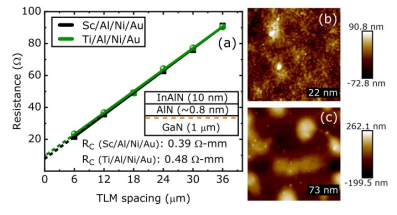 Sc/Al/Ni/Au
Ti/Al/Ni/Au
(a)
Resistance (Ω)
100
80
60
40
20
0
InAlN (10 nm)
AlN (~0.8 nm)
GaN (1 μm)
R_C (Sc/Al/Ni/Au): 0.39 Ω-mm
R_C (Ti/Al/Ni/Au): 0.48 Ω-mm
0 6 12 18 24 30 36
TLM spacing (μm)
(b)
22 nm
90.8 nm
-72.8 nm
(c)
73 nm
262.1 nm
-199.5 nm